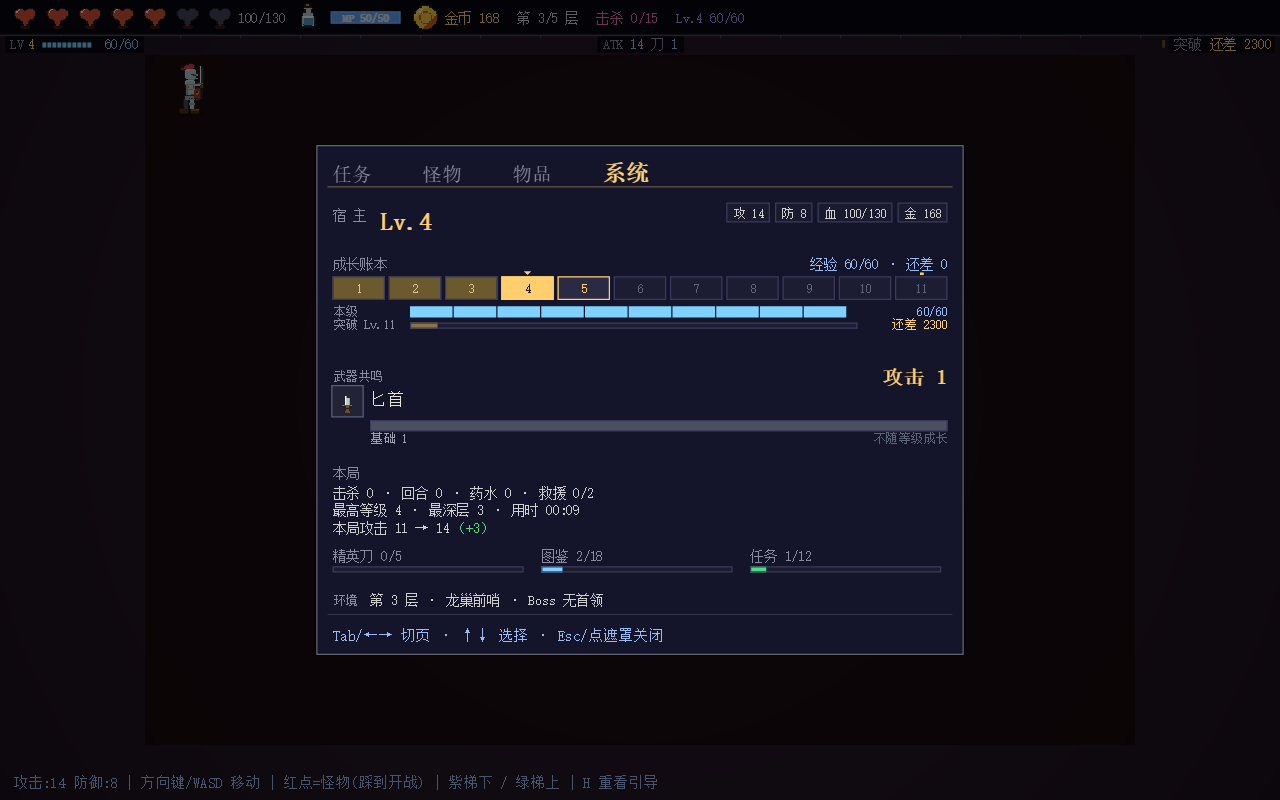 100/130 MP 50/50 金币 168 第 3/5 层 击杀 0/15 Lv.4 60/60
LV 4 60/60 ATK 14 刀 1 突破 还差 2300
任务 怪物 物品 系统
宿 主 Lv.4 攻 14 防 8 血 100/130 金 168
成长账本 经验 60/60 · 还差 0
1 2 3 4 5 6 7 8 9 10 11
本级 60/60
突破 Lv.11 还差 2300
武器共鸣 攻击 1
匕首
基础 1 不随等级成长
本局
击杀 0 · 回合 0 · 药水 0 · 救援 0/2
最高等级 4 · 最深层 3 · 用时 00:09
本局攻击 11 → 14 (+3)
精英刀 0/5 图鉴 2/18 任务 1/12
环境 第 3 层 · 龙巢前哨 · Boss 无首领
Tab/←→ 切页 · ↑↓ 选择 · Esc/点遮罩关闭
攻击:14 防御:8 | 方向键/WASD 移动 | 红点=怪物(踩到开战) | 紫梯下 / 绿梯上 | H 重看引导